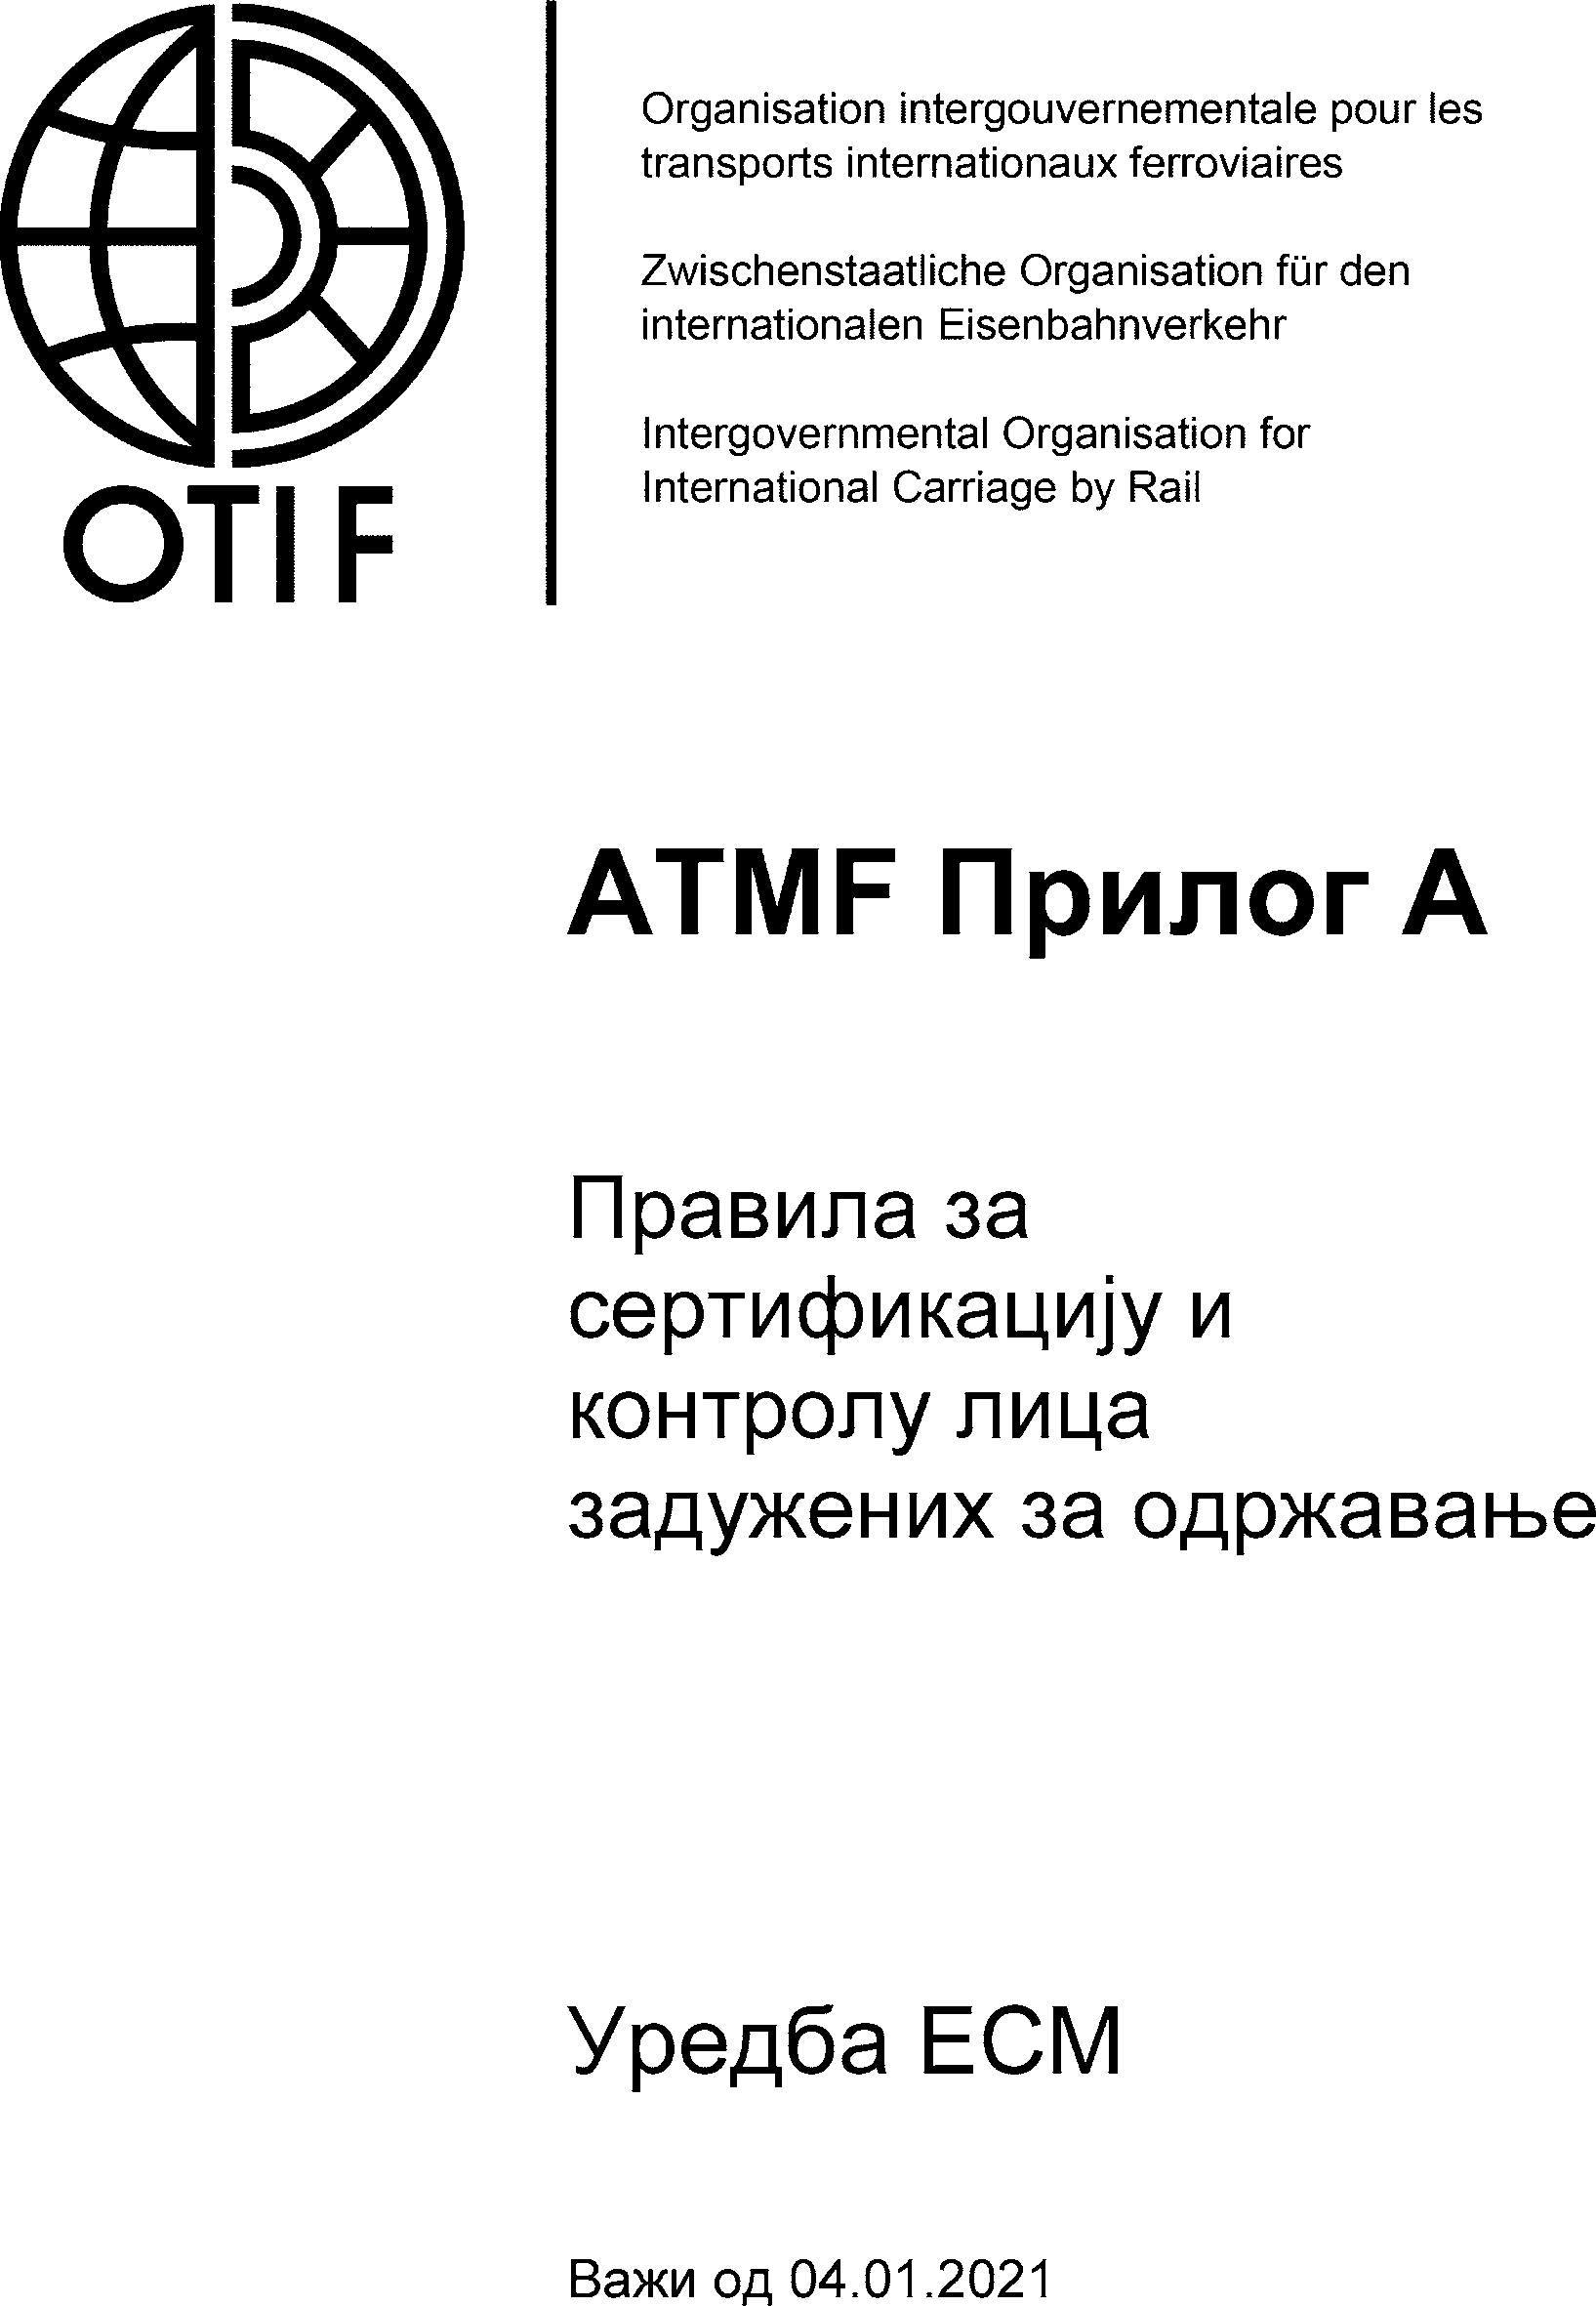 OTIF
Organisation intergouvernementale pour les
transports internationaux ferroviaires
Zwischenstaatliche Organisation für den
internationalen Eisenbahnverkehr
Intergovernmental Organisation for
International Carriage by Rail
ATMF Прилог А
Правила за
сертификацију и
контролу лица
задужених за одржавање
Уредба ECM
Важи од 04.01.2021